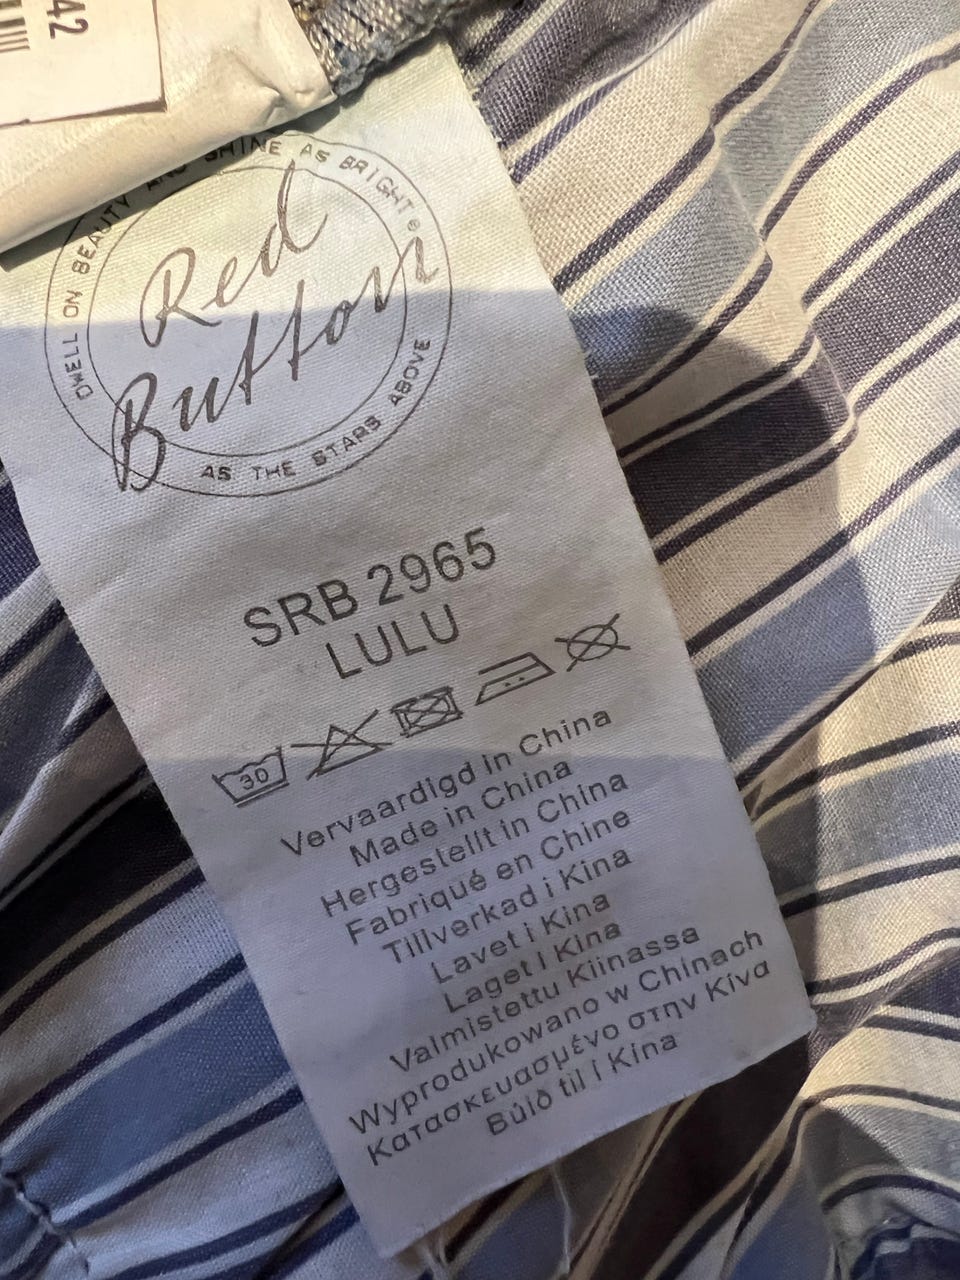 42
DWELL ON BEAUTY AND SHINE AS BRIGHT
Red
Button
AS THE STARS ABOVE
SRB 2965
LULU
30
Vervaardigd in China
Made in China
Hergestellt in China
Fabriqué en Chine
Tillverkad i Kina
Lavet i Kina
Laget i Kina
Valmistettu Kiinassa
Wyprodukowano w Chinach
Κατασκευασμένο στην Κίνα
Búið til í Kína